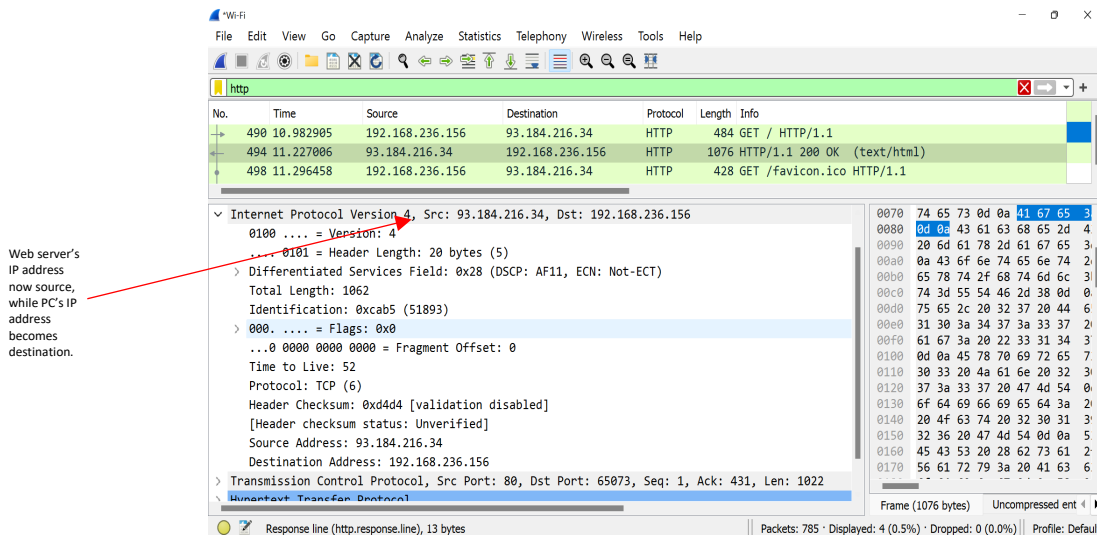 *Wi-Fi
File Edit View Go Capture Analyze Statistics Telephony Wireless Tools Help
http
No. Time Source Destination Protocol Length Info
490 10.982905 192.168.236.156 93.184.216.34 HTTP 484 GET / HTTP/1.1
494 11.227006 93.184.216.34 192.168.236.156 HTTP 1076 HTTP/1.1 200 OK (text/html)
498 11.296458 192.168.236.156 93.184.216.34 HTTP 428 GET /favicon.ico HTTP/1.1
Web server's
IP address
now source,
while PC's IP
address
becomes
destination.
Internet Protocol Version 4, Src: 93.184.216.34, Dst: 192.168.236.156
0100 .... = Version: 4
.... 0101 = Header Length: 20 bytes (5)
Differentiated Services Field: 0x28 (DSCP: AF11, ECN: Not-ECT)
Total Length: 1062
Identification: 0xcab5 (51893)
000. .... = Flags: 0x0
...0 0000 0000 0000 = Fragment Offset: 0
Time to Live: 52
Protocol: TCP (6)
Header Checksum: 0xd4d4 [validation disabled]
[Header checksum status: Unverified]
Source Address: 93.184.216.34
Destination Address: 192.168.236.156
Transmission Control Protocol, Src Port: 80, Dst Port: 65073, Seq: 1, Ack: 431, Len: 1022
Hypertext Transfer Protocol
0070 74 65 73 0d 0a 41 67 65
0080 0d 0a 43 61 63 68 65 2d
0090 20 6d 61 78 2d 61 67 65
00a0 0a 43 6f 6e 74 65 6e 74
00b0 65 78 74 2f 68 74 6d 6c
00c0 74 3d 55 54 46 2d 38 0d
00d0 75 65 2c 20 32 37 20 44
00e0 31 30 3a 34 37 3a 33 37
00f0 61 67 3a 20 22 33 31 34
0100 0d 0a 45 78 70 69 72 65
0110 30 33 20 4a 61 6e 20 32
0120 37 3a 33 37 20 47 4d 54
0130 6f 64 69 66 69 65 64 3a
0140 20 4f 63 74 20 32 30 31
0150 32 36 20 47 4d 54 0d 0a
0160 45 43 53 20 28 62 73 61
0170 56 61 72 79 3a 20 41 63
Frame (1076 bytes) Uncompressed ent
Response line (http.response.line), 13 bytes
Packets: 785 · Displayed: 4 (0.5%) · Dropped: 0 (0.0%) Profile: Defaul